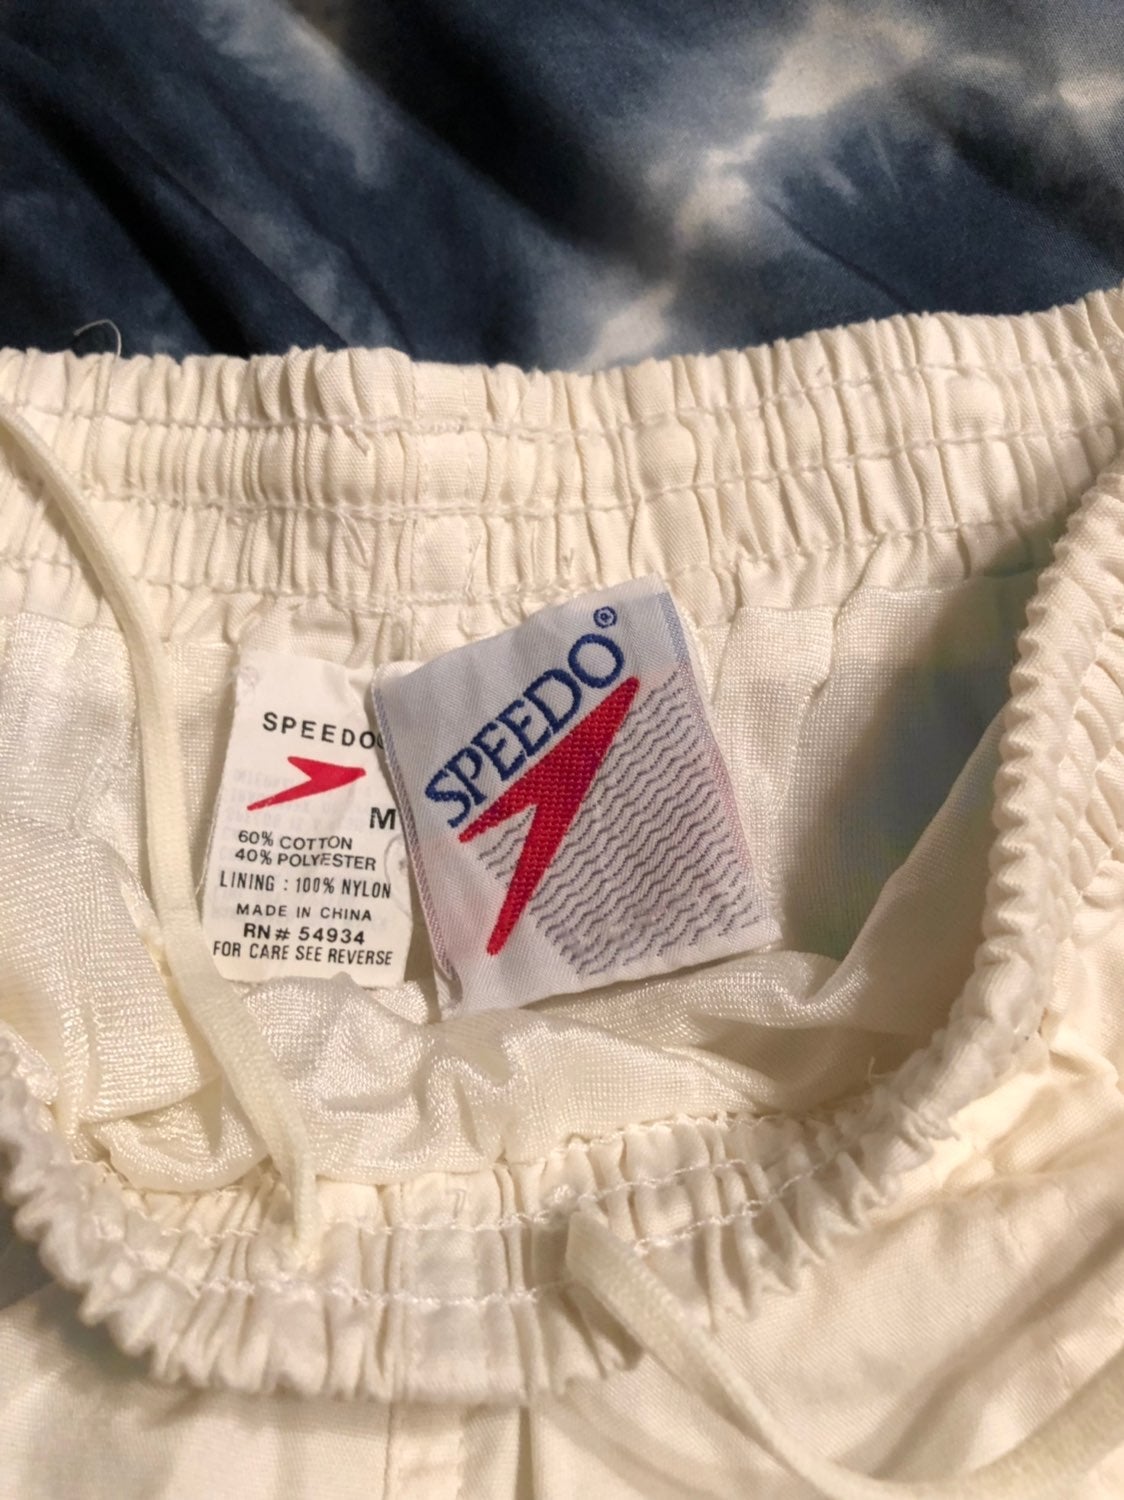 SPEEDO
M
60% COTTON
40% POLYESTER
LINING : 100% NYLON
MADE IN CHINA
RN# 54934
FOR CARE SEE REVERSE
SPEEDO®